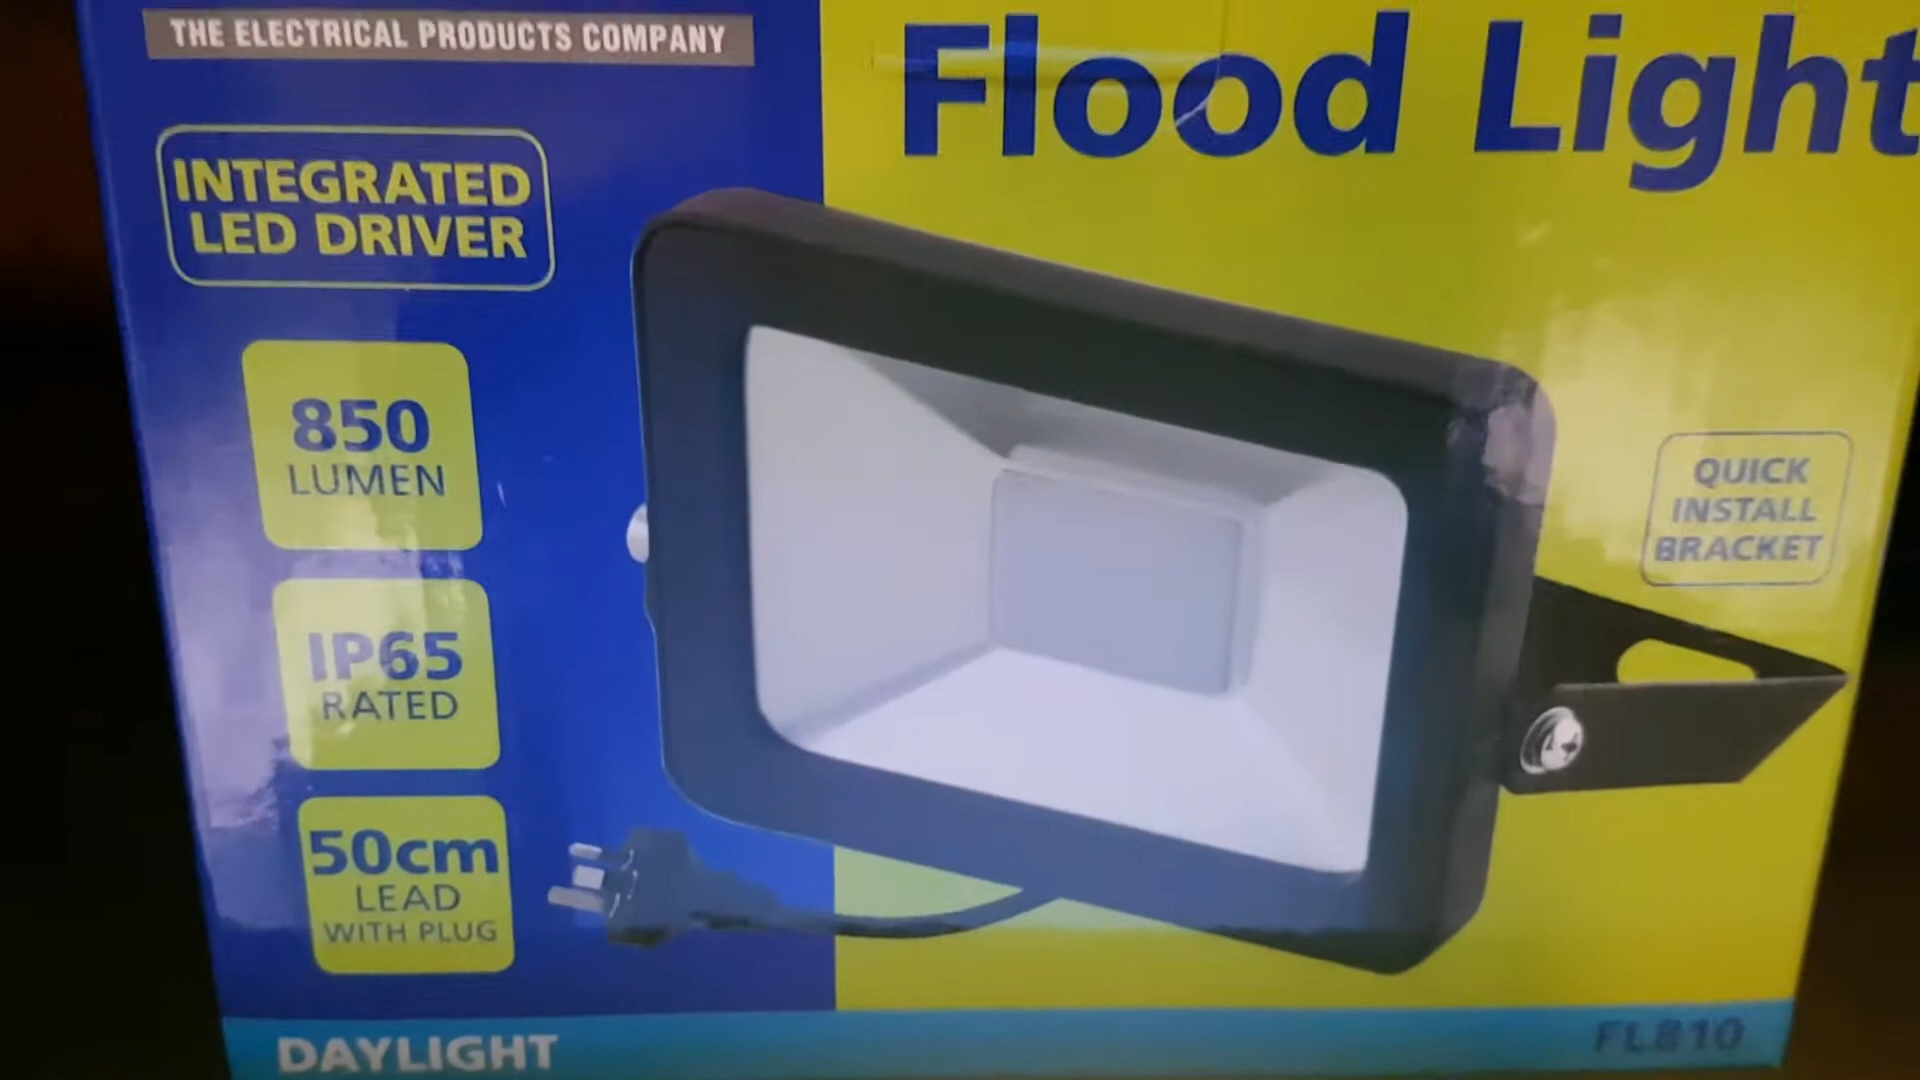 THE ELECTRICAL PRODUCTS COMPANY
Flood Light
INTEGRATED
LED DRIVER
850
LUMEN
IP65
RATED
50cm
LEAD
WITH PLUG
QUICK
INSTALL
BRACKET
DAYLIGHT
FL810